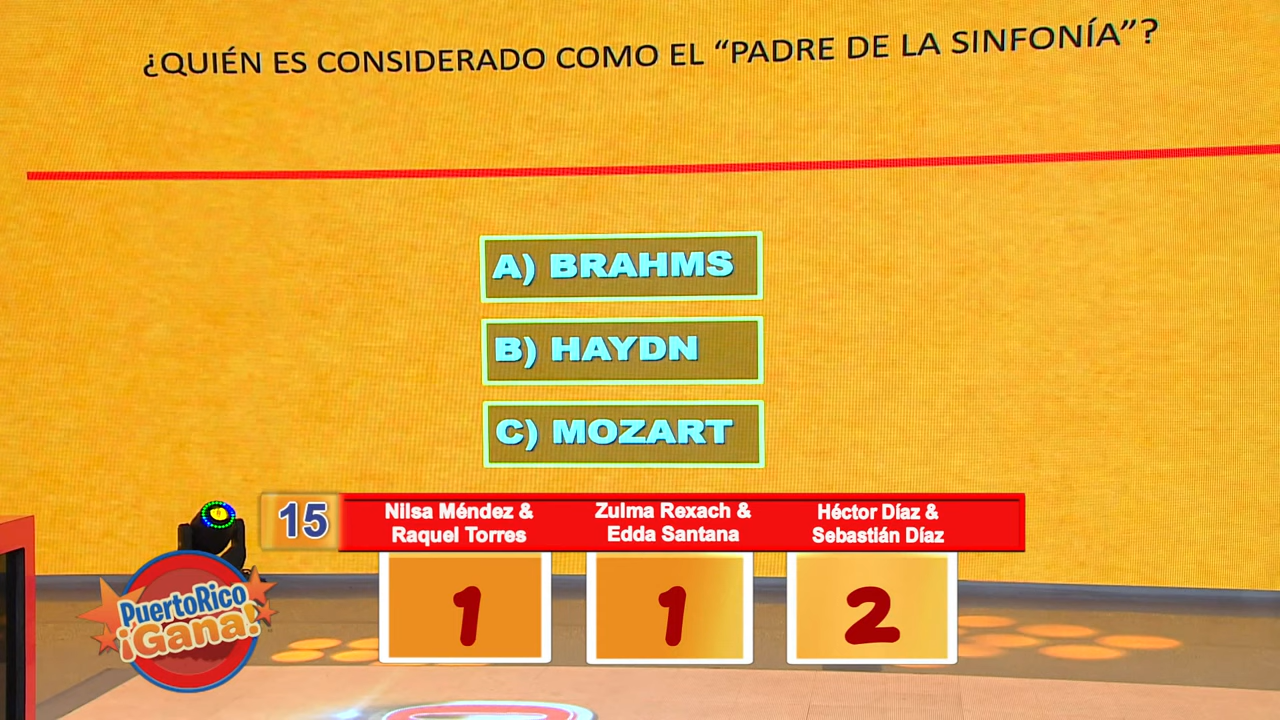 ¿QUIÉN ES CONSIDERADO COMO EL “PADRE DE LA SINFONÍA”?
A) BRAHMS
B) HAYDN
C) MOZART
15
Nilsa Méndez &
Raquel Torres
Zulma Rexach &
Edda Santana
Héctor Díaz &
Sebastián Díaz
1
1
2
PuertoRico
¡Gana!